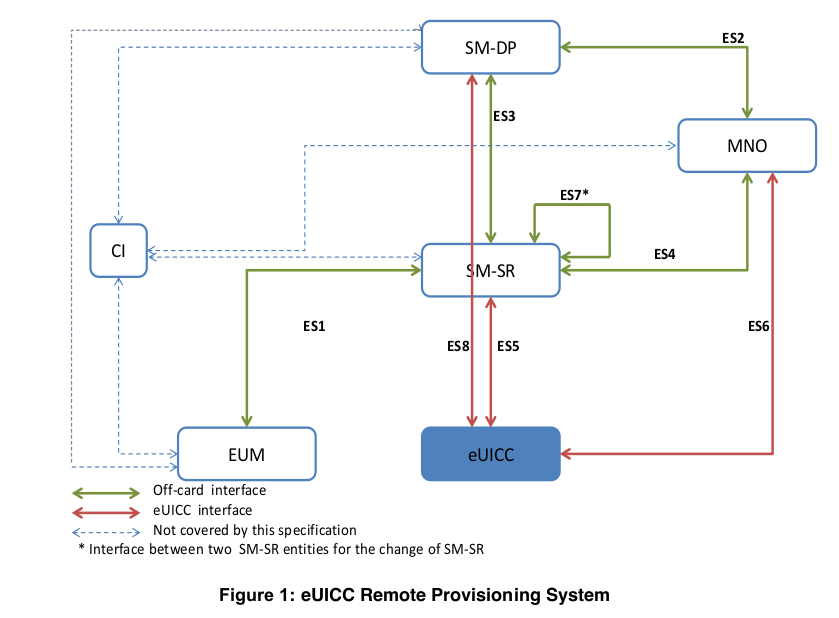 SM-DP
ES2
ES3
MNO
ES7*
CI
SM-SR
ES4
ES1
ES8
ES5
ES6
EUM
eUICC
Off-card interface
eUICC interface
Not covered by this specification
* Interface between two SM-SR entities for the change of SM-SR
Figure 1: eUICC Remote Provisioning System